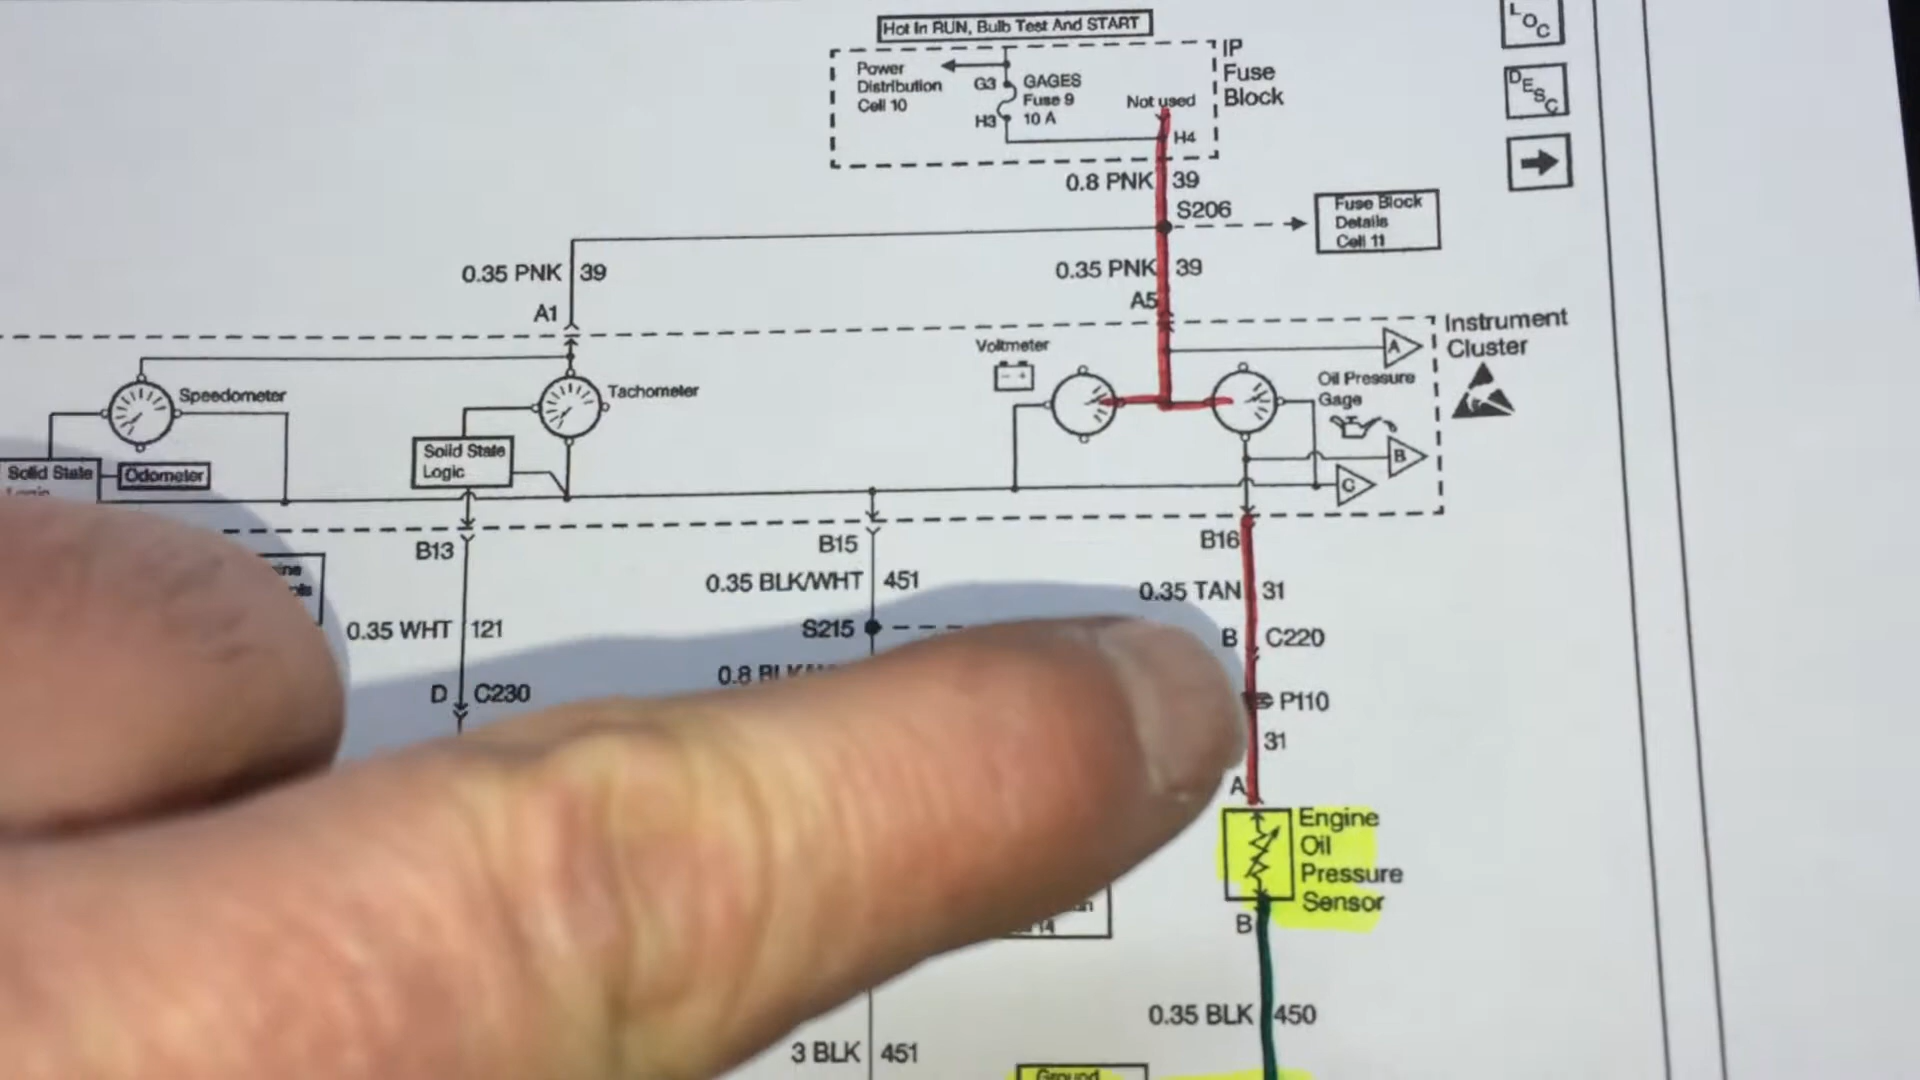 Hot In RUN, Bulb Test And START
LOC
Power
Distribution
Cell 10
G3
GAGES
Fuse 9
10 A
H3
Not used
H4
IP
Fuse
Block
DESC
0.8 PNK
39
S206
Fuse Block
Details
Cell 11
0.35 PNK
39
A1
0.35 PNK
39
A5
Instrument
Cluster
Voltmeter
- +
A
Speedometer
Tachometer
Oil Pressure
Gage
B
C
Solid State
Odometer
Solid State
Logic
B13
B15
B16
0.35 WHT
121
0.35 BLK/WHT
451
0.35 TAN
31
S215
B
C220
0.8
D
C230
P110
31
A
Engine
Oil
Pressure
Sensor
B
0.35 BLK
450
3 BLK
451
Ground